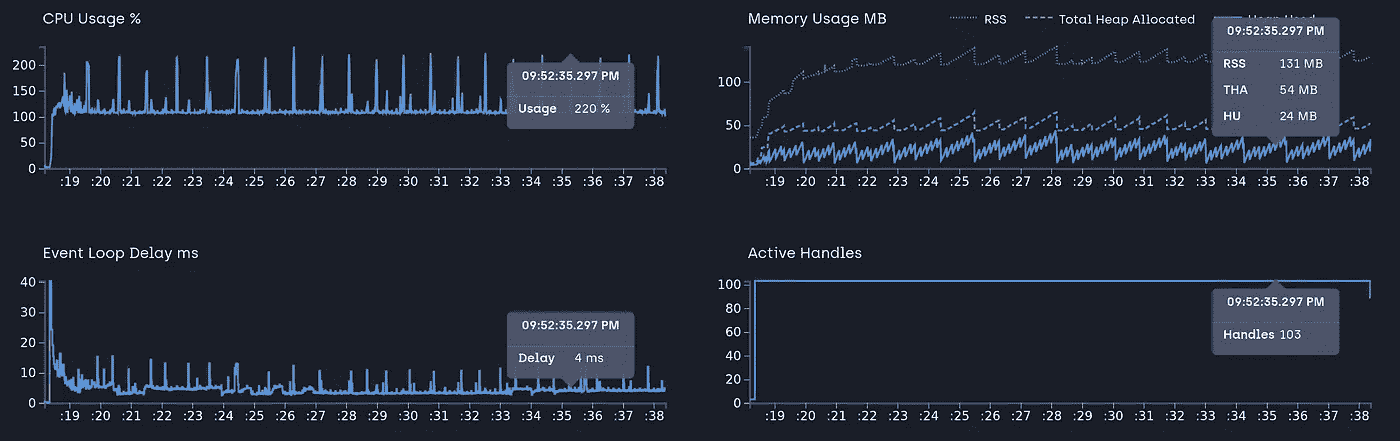 CPU Usage %
200
150
100
50
0
:19 :20 :21 :22 :23 :24 :25 :26 :27 :28 :29 :30 :31 :32 :33 :34 :35 :36 :37 :38
09:52:35.297 PM
Usage 220 %
Memory Usage MB
RSS Total Heap Allocated Heap Used
100
50
0
:19 :20 :21 :22 :23 :24 :25 :26 :27 :28 :29 :30 :31 :32 :33 :34 :35 :36 :37 :38
09:52:35.297 PM
RSS 131 MB
THA 54 MB
HU 24 MB
Event Loop Delay ms
40
30
20
10
0
:19 :20 :21 :22 :23 :24 :25 :26 :27 :28 :29 :30 :31 :32 :33 :34 :35 :36 :37 :38
09:52:35.297 PM
Delay 4 ms
Active Handles
100
80
60
40
20
0
:19 :20 :21 :22 :23 :24 :25 :26 :27 :28 :29 :30 :31 :32 :33 :34 :35 :36 :37 :38
09:52:35.297 PM
Handles 103